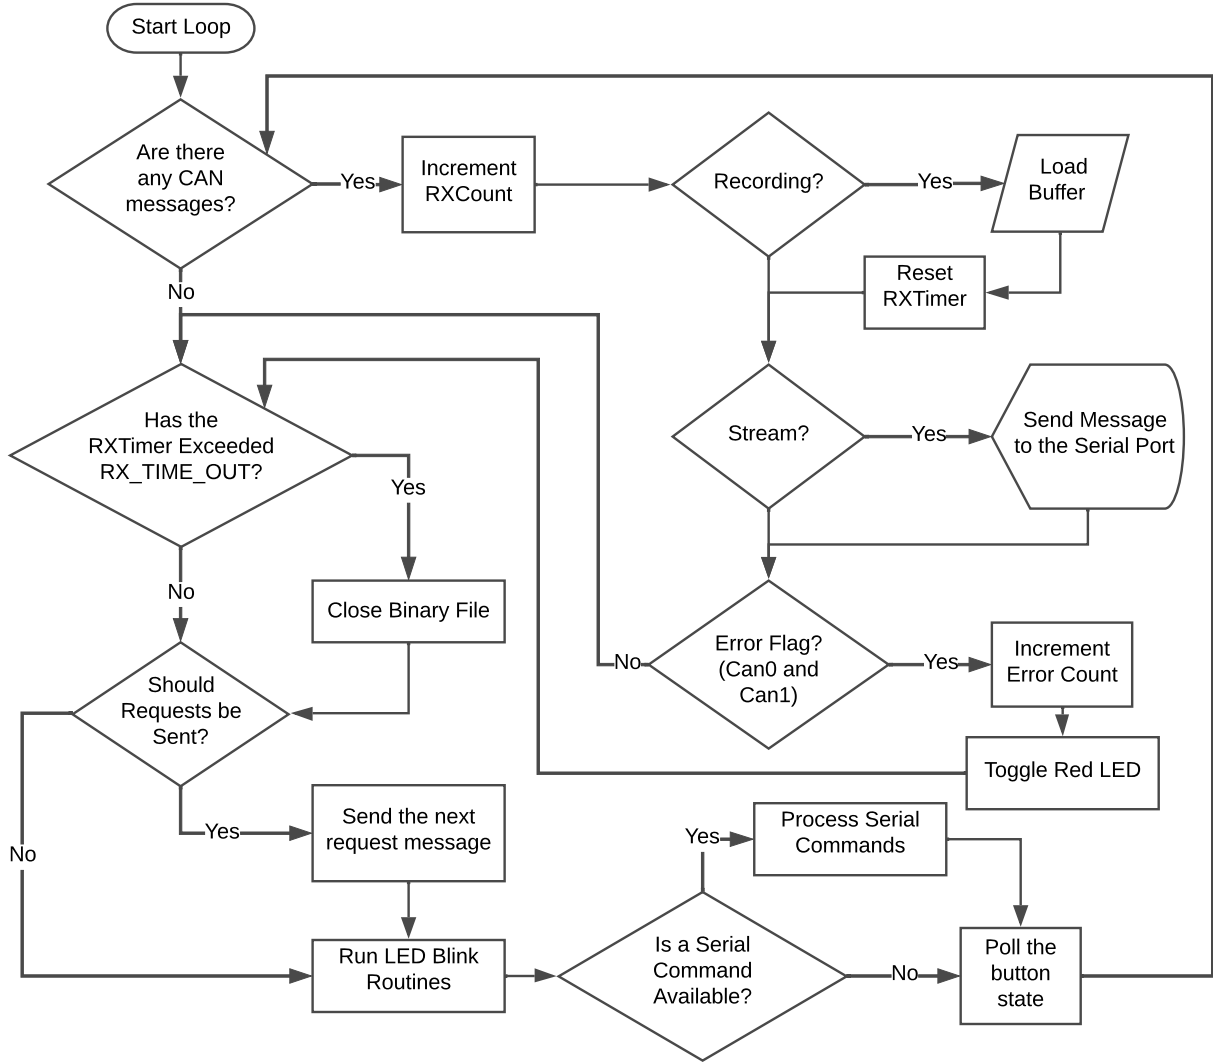 Start Loop
Are there
any CAN
messages?
Yes
Increment
RXCount
Recording?
Yes
Load
Buffer
Reset
RXTimer
No
Has the
RXTimer Exceeded
RX_TIME_OUT?
Yes
Stream?
Yes
Send Message
to the Serial Port
No
Close Binary File
Error Flag?
(Can0 and
Can1)
No
Yes
Increment
Error Count
Toggle Red LED
Should
Requests be
Sent?
Yes
Send the next
request message
No
Run LED Blink
Routines
Is a Serial
Command
Available?
Yes
Process Serial
Commands
No
Poll the
button
state